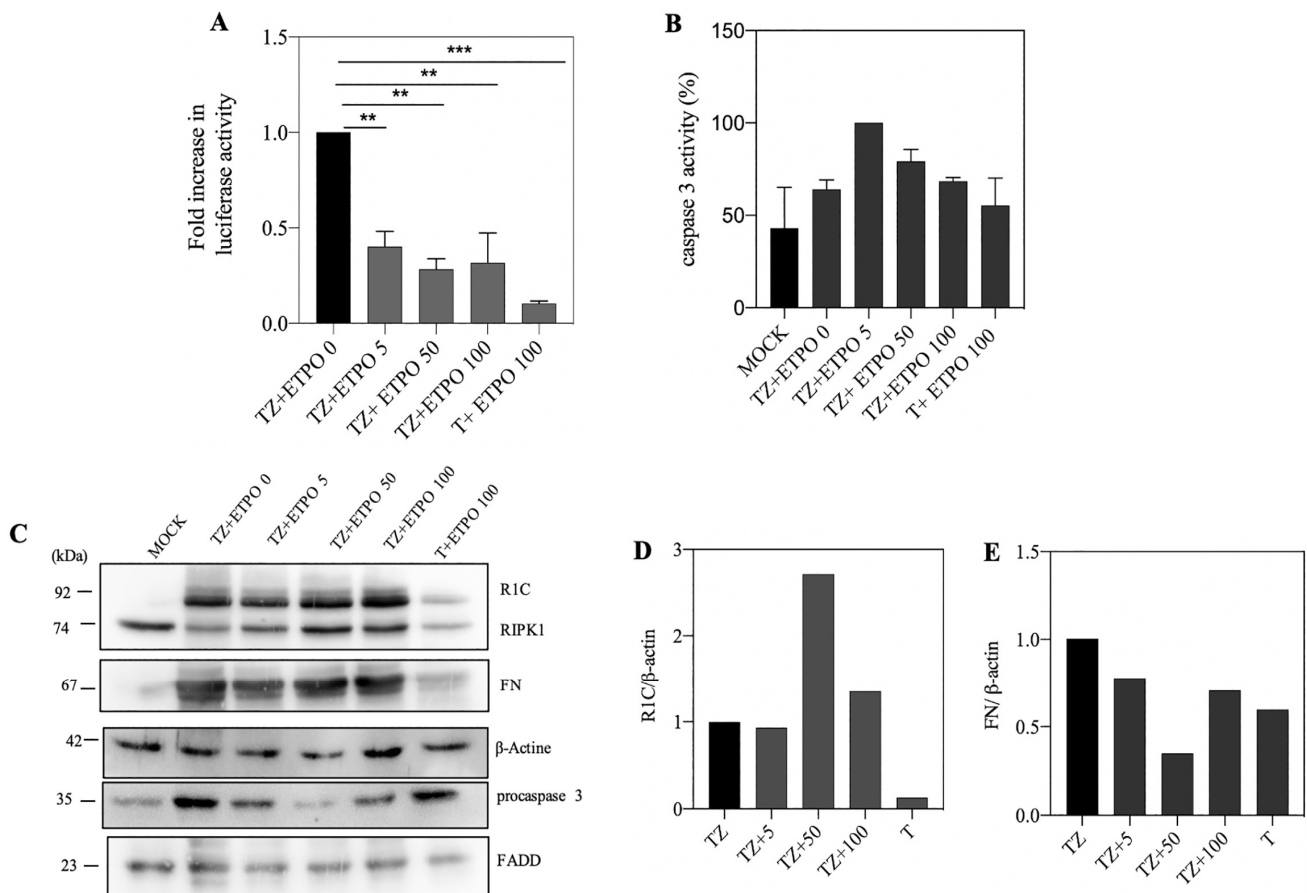 A
Fold increase in
luciferase activity
1.5
1.0
0.5
0.0
***
**
**
**
TZ+ETPO 0
TZ+ETPO 5
TZ+ ETPO 50
TZ+ETPO 100
T+ ETPO 100
B
caspase 3 activity (%)
150
100
50
0
MOCK
TZ+ETPO 0
TZ+ETPO 5
TZ+ ETPO 50
TZ+ETPO 100
T+ ETPO 100
C
MOCK
TZ+ETPO 0
TZ+ETPO 5
TZ+ETPO 50
TZ+ETPO 100
T+ETPO 100
(kDa)
92
R1C
74
RIPK1
67
FN
42
β-Actine
35
procaspase 3
23
FADD
D
R1C/β-actin
3
2
1
0
TZ
TZ+5
TZ+50
TZ+100
T
E
FN/ β-actin
1.5
1.0
0.5
0.0
TZ
TZ+5
TZ+50
TZ+100
T